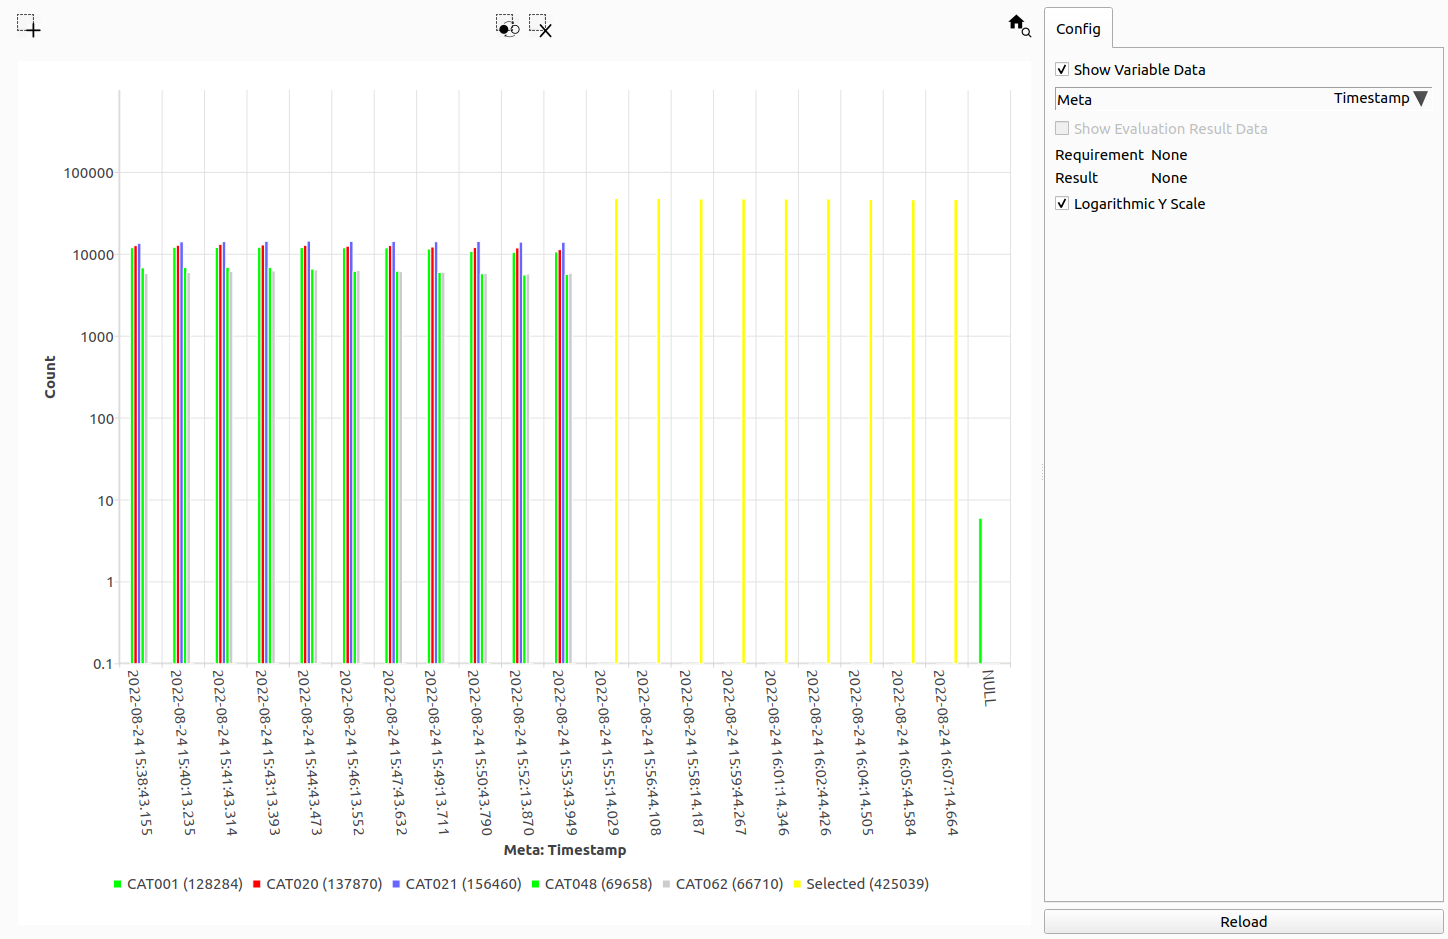 Config
Show Variable Data
Meta Timestamp
Show Evaluation Result Data
Requirement None
Result None
Logarithmic Y Scale
Reload
Count
100000
10000
1000
100
10
1
0.1
2022-08-24 15:38:43.155
2022-08-24 15:40:13.235
2022-08-24 15:41:43.314
2022-08-24 15:43:13.393
2022-08-24 15:44:43.473
2022-08-24 15:46:13.552
2022-08-24 15:47:43.632
2022-08-24 15:49:13.711
2022-08-24 15:50:43.790
2022-08-24 15:52:13.870
2022-08-24 15:53:43.949
2022-08-24 15:55:14.029
2022-08-24 15:56:44.108
2022-08-24 15:58:14.187
2022-08-24 15:59:44.267
2022-08-24 16:01:14.346
2022-08-24 16:02:44.426
2022-08-24 16:04:14.505
2022-08-24 16:05:44.584
2022-08-24 16:07:14.664
NULL
Meta: Timestamp
CAT001 (128284) CAT020 (137870) CAT021 (156460) CAT048 (69658) CAT062 (66710) Selected (425039)